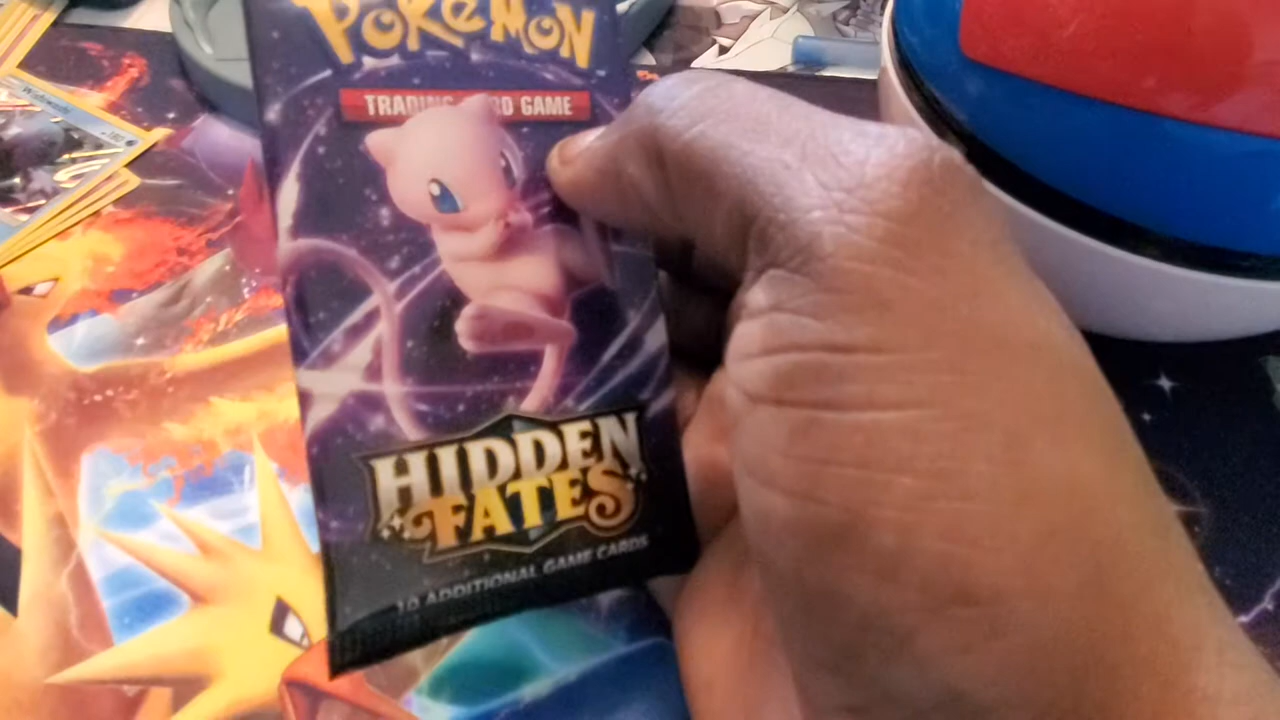 POKéMON
TRADING CARD GAME
HIDDEN
FATES
10 ADDITIONAL GAME CARDS